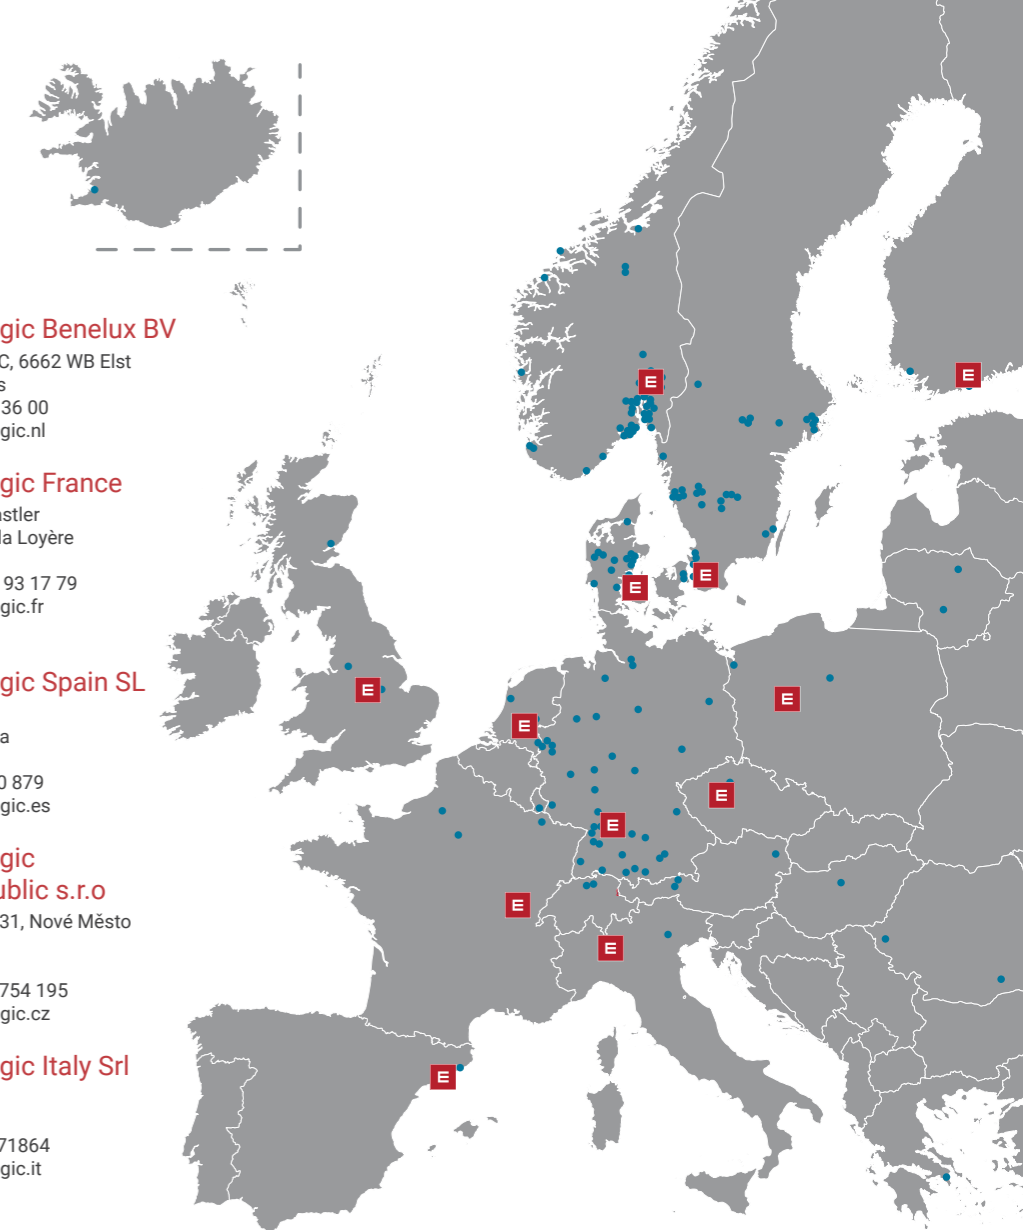 gic Benelux BV
C, 6662 WB Elst
s
36 00
gic.nl
gic France
astler
la Loyère
93 17 79
gic.fr
gic Spain SL
a
0 879
gic.es
gic
ublic s.r.o
31, Nové Město
754 195
gic.cz
gic Italy Srl
71864
gic.it